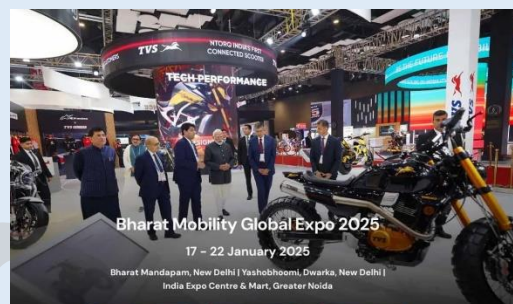 NTORQ INDIA'S FIRST
CONNECTED SCOOTER
TVS
TECH PERFORMANCE
TVS
TVS
Bharat Mobility Global Expo 2025
17 - 22 January 2025
Bharat Mandapam, New Delhi | Yashobhoomi, Dwarka, New Delhi |
India Expo Centre & Mart, Greater Noida